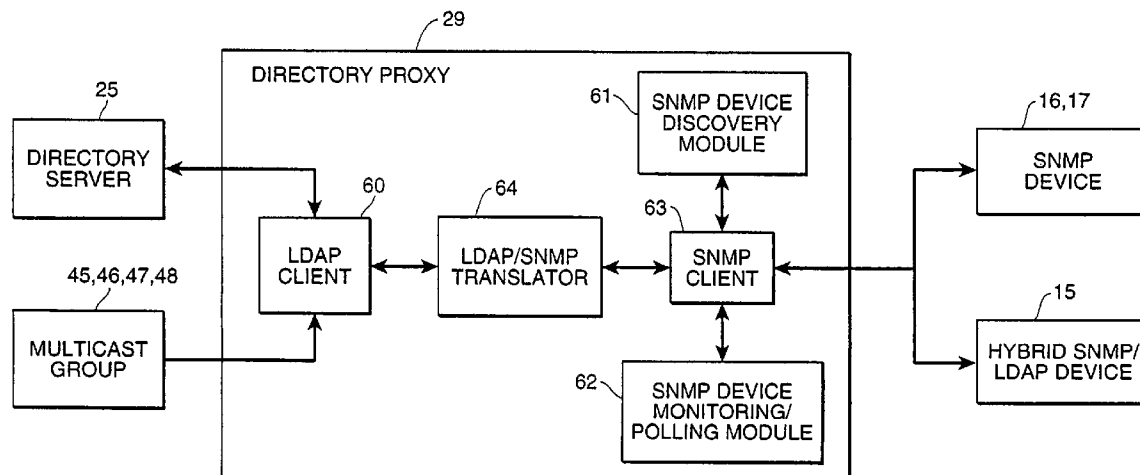 29
DIRECTORY PROXY
25
DIRECTORY
SERVER
45,46,47,48
MULTICAST
GROUP
60
LDAP
CLIENT
64
LDAP/SNMP
TRANSLATOR
61
SNMP DEVICE
DISCOVERY
MODULE
63
SNMP
CLIENT
62
SNMP DEVICE
MONITORING/
POLLING MODULE
16,17
SNMP
DEVICE
15
HYBRID SNMP/
LDAP DEVICE